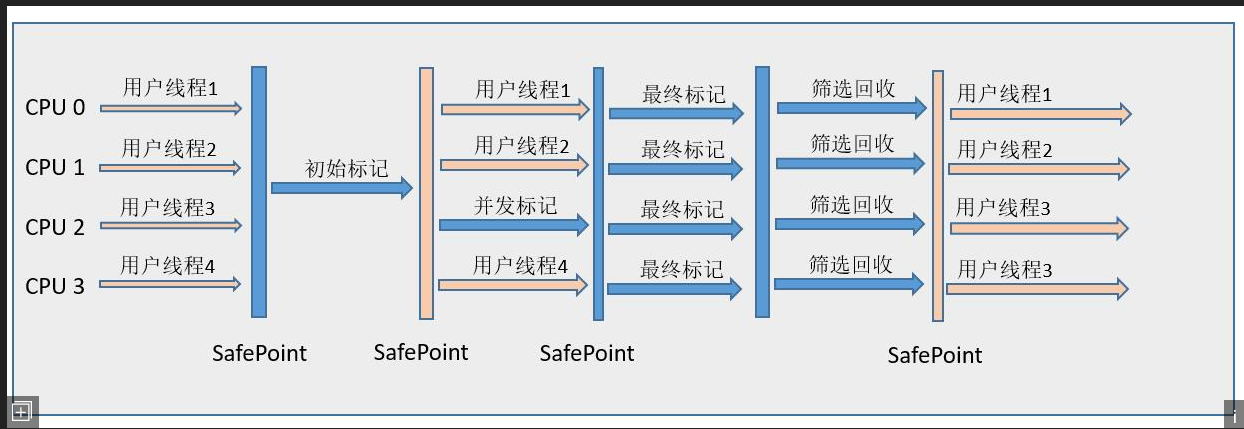 CPU 0 用户线程1 用户线程1 最终标记 筛选回收 用户线程1
CPU 1 用户线程2 初始标记 用户线程2 最终标记 筛选回收 用户线程2
CPU 2 用户线程3 并发标记 最终标记 筛选回收 用户线程3
CPU 3 用户线程4 用户线程4 最终标记 筛选回收 用户线程3
SafePoint SafePoint SafePoint SafePoint